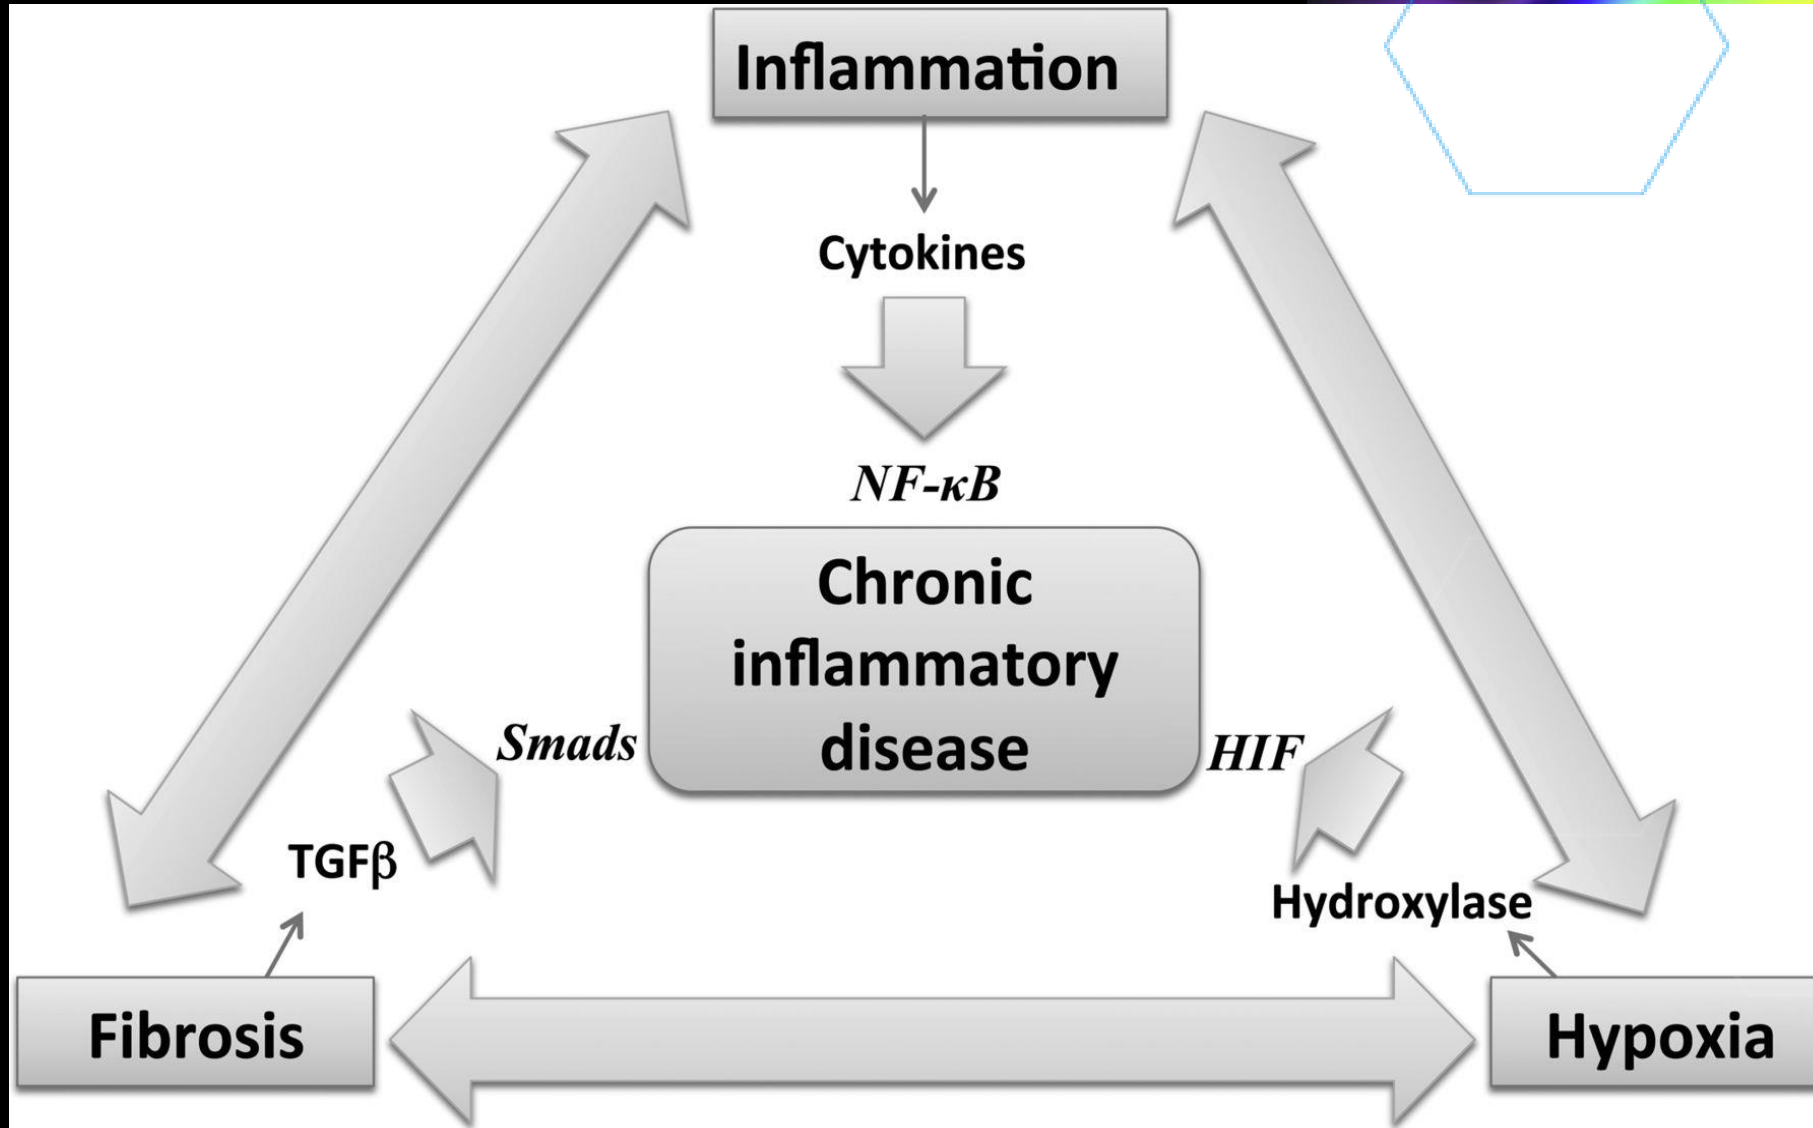 Inflammation
Cytokines
NF-κB
Chronic
inflammatory
disease
Smads
HIF
TGFβ
Hydroxylase
Fibrosis
Hypoxia